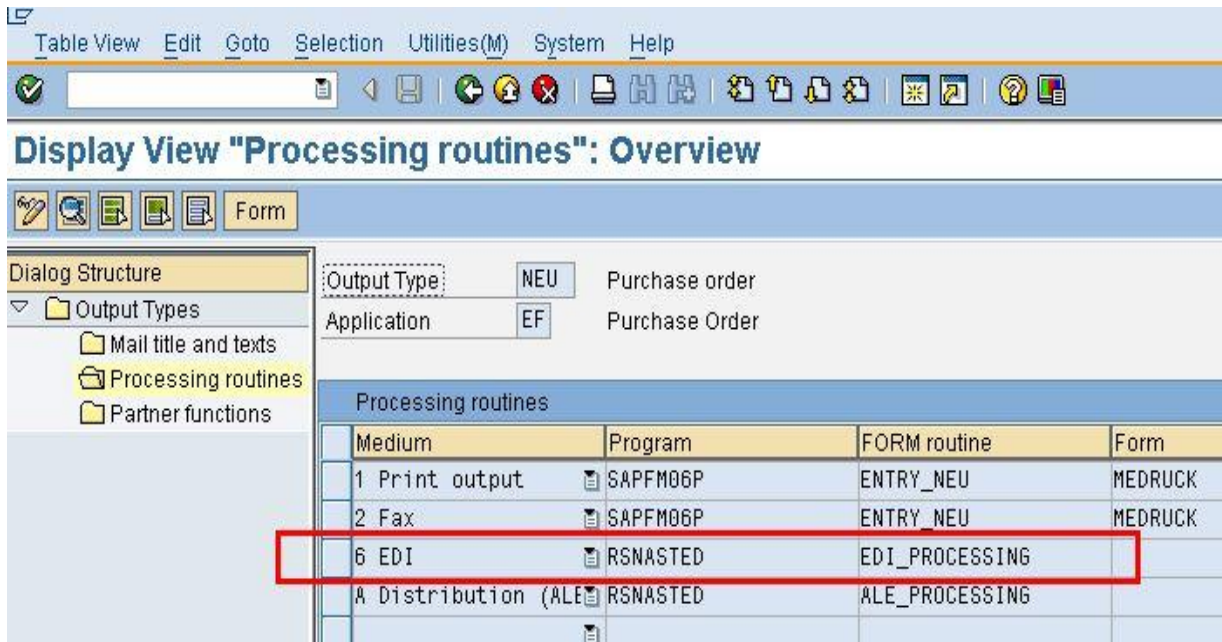 Table View Edit Goto Selection Utilities(M) System Help
Display View "Processing routines": Overview
Form
Dialog Structure
Output Types
Mail title and texts
Processing routines
Partner functions
Output Type NEU Purchase order
Application EF Purchase Order
Processing routines
Medium Program FORM routine Form
1 Print output SAPFM06P ENTRY_NEU MEDRUCK
2 Fax SAPFM06P ENTRY_NEU MEDRUCK
6 EDI RSNASTED EDI_PROCESSING
A Distribution (ALE RSNASTED ALE_PROCESSING